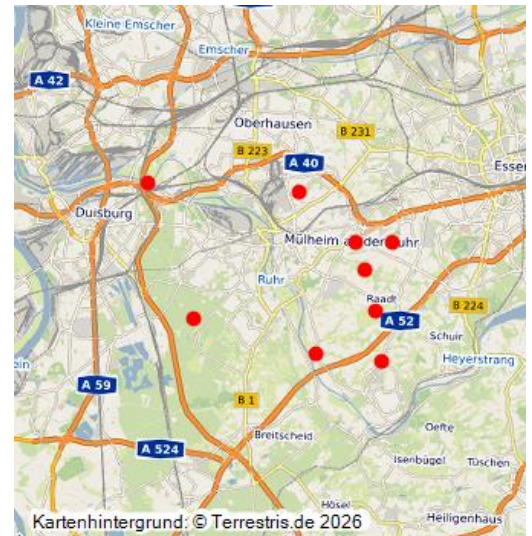 Kleine Emscher
Emscher
A 42
Oberhausen
B 231
B 223
A 40
Essen
Duisburg
Mülheim an der Ruhr
Ruhr
Raadt
B 224
A 52
Schuir
Heyerstrang
A 59
B 1
Oefte
Breitscheid
A 524
Isenbügel
Tüschen
Hösel
Heiligenhaus
Kartenhintergrund: © Terrestris.de 2026